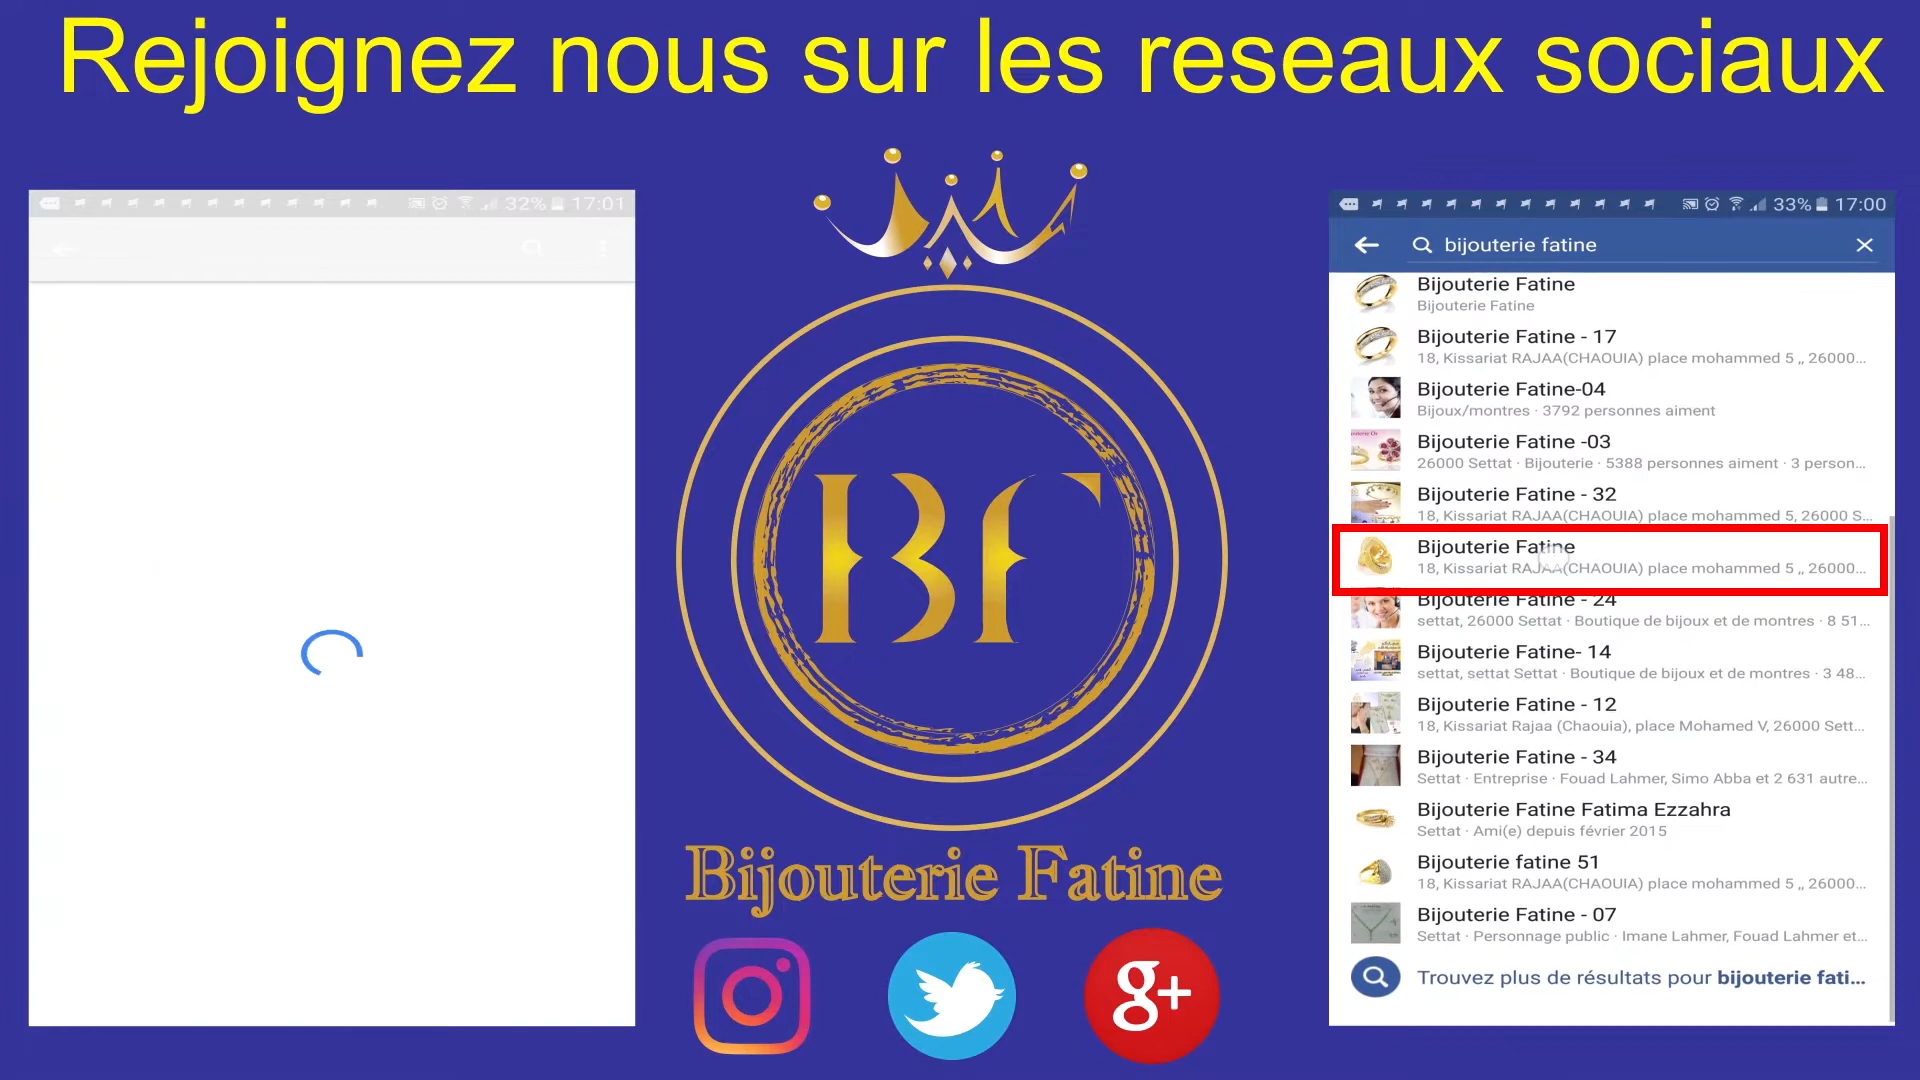 Rejoignez nous sur les reseaux sociaux
32% 17:01
BF
Bijouterie Fatine
g+
33% 17:00
bijouterie fatine
Bijouterie Fatine
Bijouterie Fatine
Bijouterie Fatine - 17
18, Kissariat RAJAA(CHAOUIA) place mohammed 5 ,, 26000...
Bijouterie Fatine-04
Bijoux/montres · 3792 personnes aiment
Bijouterie Fatine -03
26000 Settat · Bijouterie · 5388 personnes aiment · 3 person...
Bijouterie Fatine - 32
18, Kissariat RAJAA(CHAOUIA) place mohammed 5, 26000 S...
Bijouterie Fatine
18, Kissariat RAJAA(CHAOUIA) place mohammed 5 ,, 26000...
Bijouterie Fatine - 24
settat, 26000 Settat · Boutique de bijoux et de montres · 8 51...
Bijouterie Fatine- 14
settat, settat Settat · Boutique de bijoux et de montres · 3 48...
Bijouterie Fatine - 12
18, Kissariat Rajaa (Chaouia), place Mohamed V, 26000 Sett...
Bijouterie Fatine - 34
Settat · Entreprise · Fouad Lahmer, Simo Abba et 2 631 autre...
Bijouterie Fatine Fatima Ezzahra
Settat · Ami(e) depuis février 2015
Bijouterie fatine 51
18, Kissariat RAJAA(CHAOUIA) place mohammed 5 ,, 26000...
Bijouterie Fatine - 07
Settat · Personnage public · Imane Lahmer, Fouad Lahmer et...
Trouvez plus de résultats pour bijouterie fati...